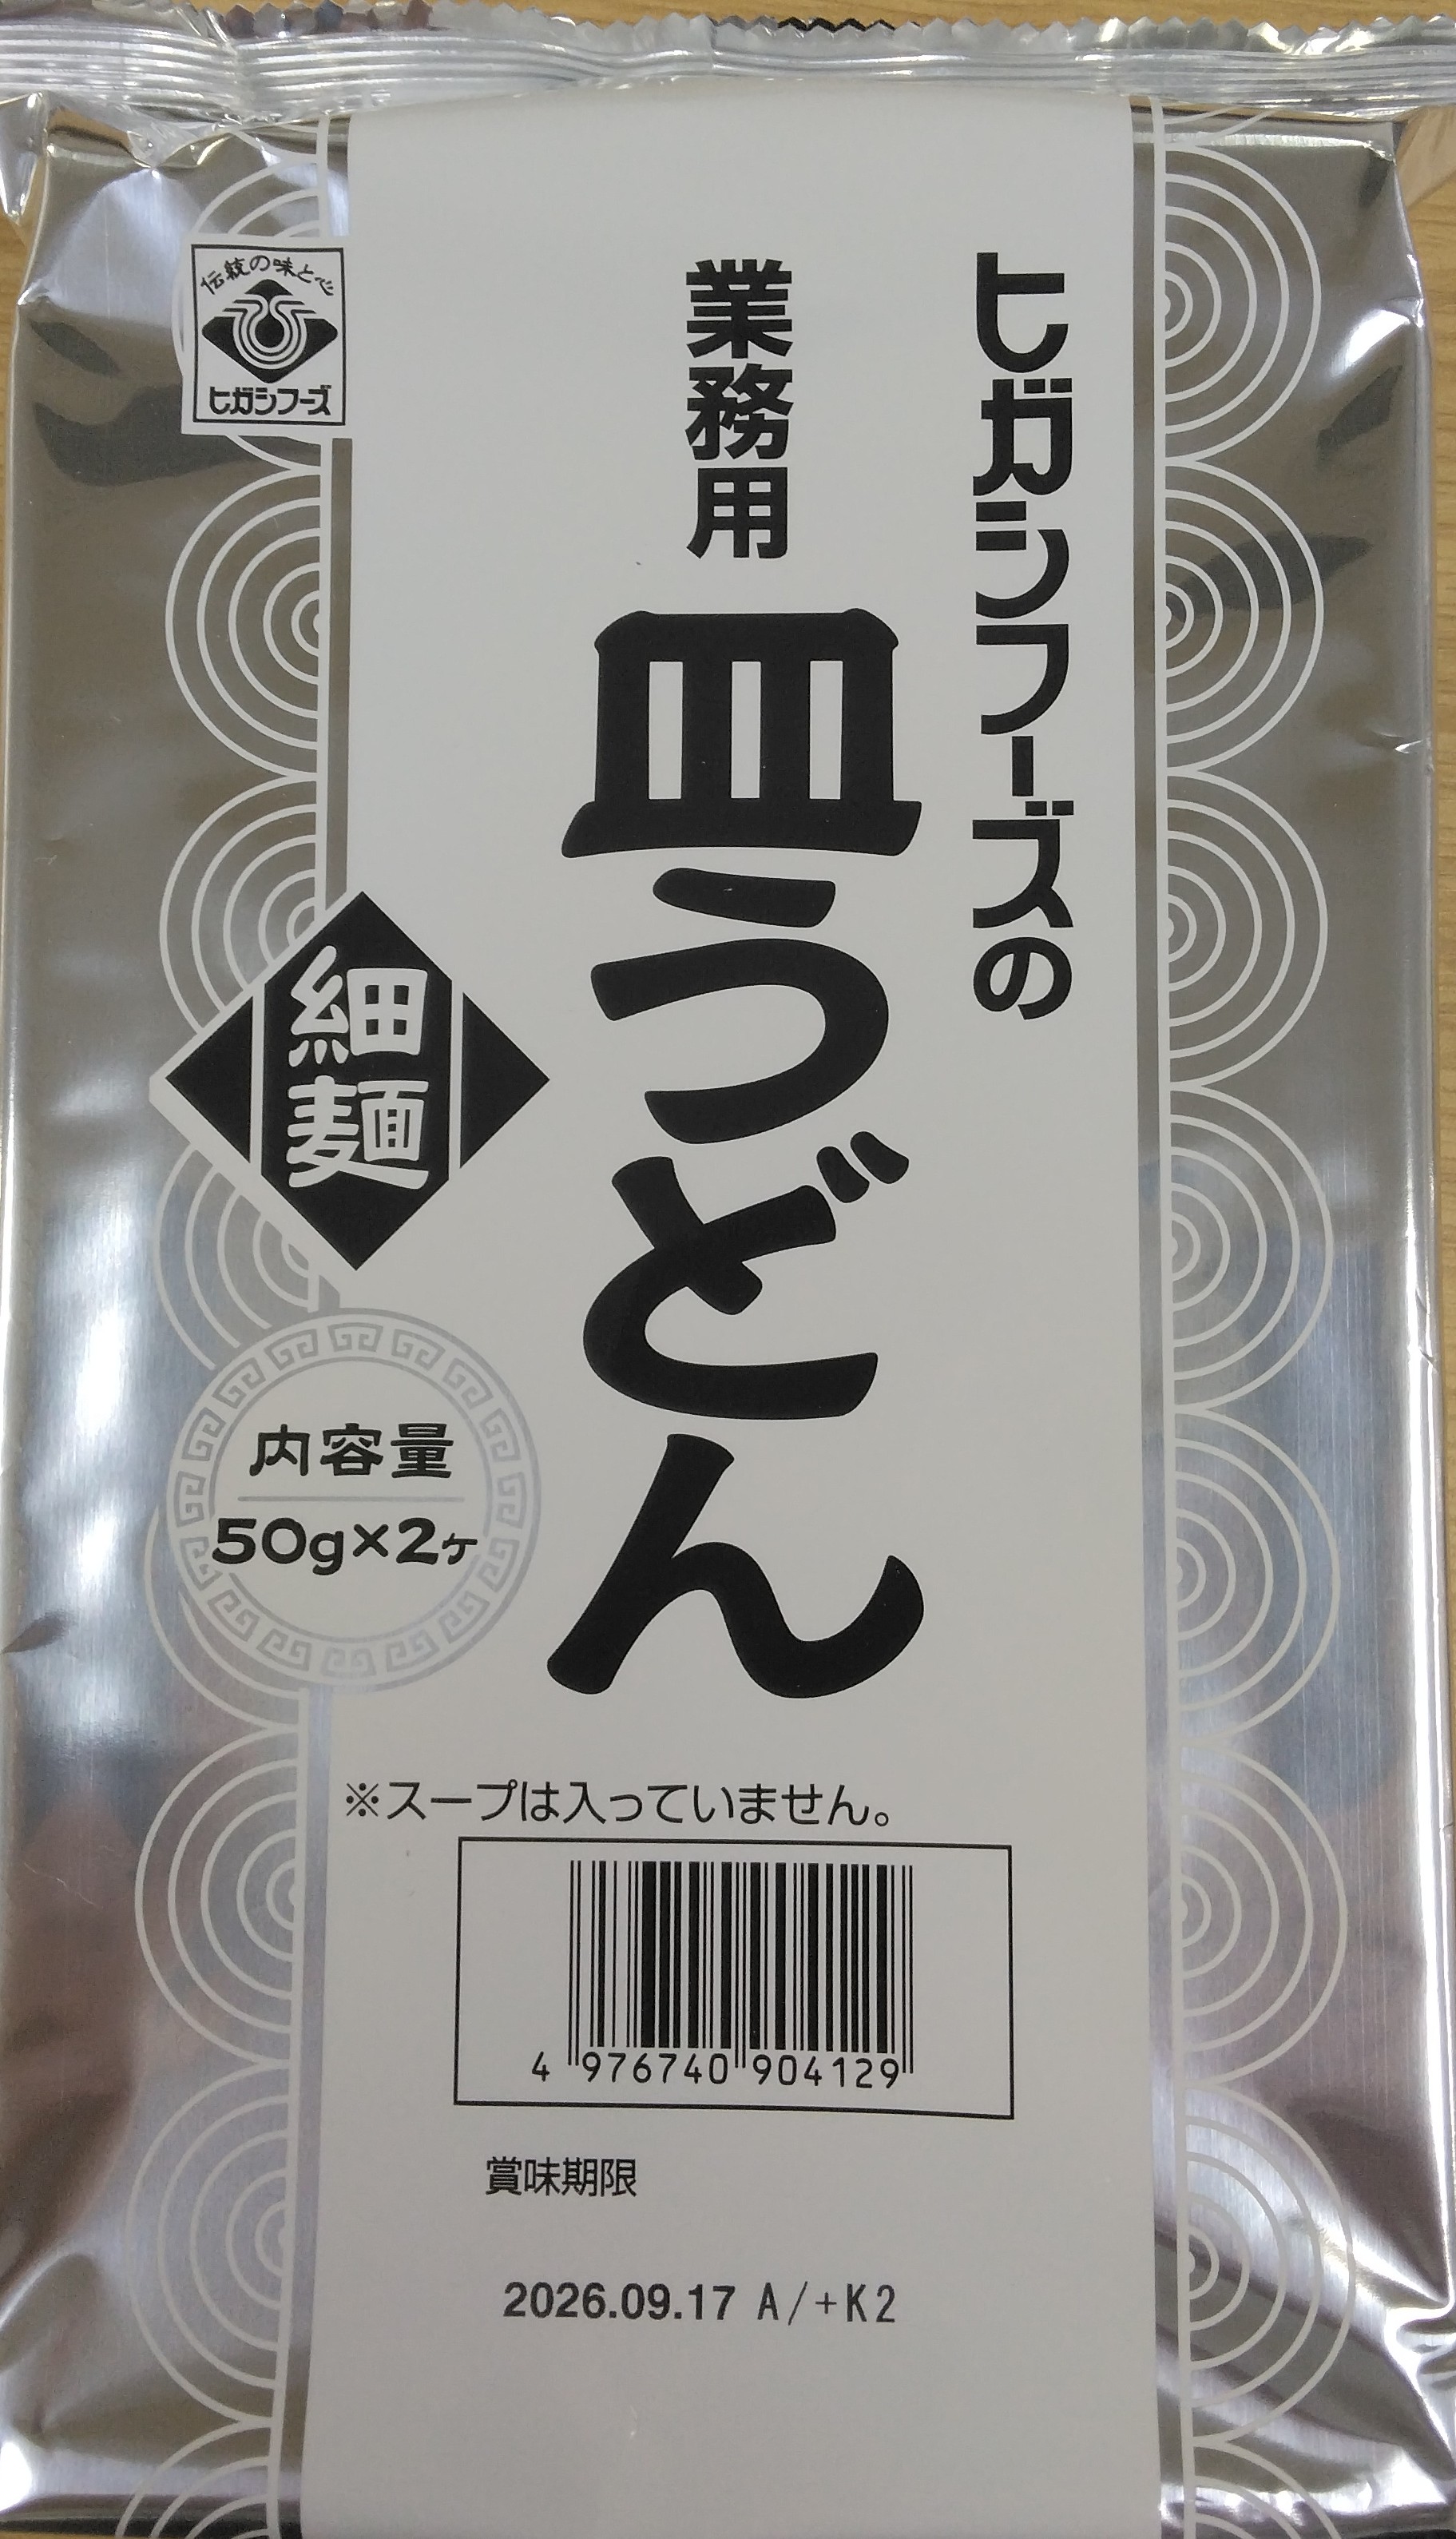 伝統の味と心
ヒガシフーズ
ヒガシフーズの
業務用
皿うどん
細麺
内容量
50g×2ヶ
※スープは入っていません。
4 976740 904129
賞味期限
2026.09.17 A/+K2